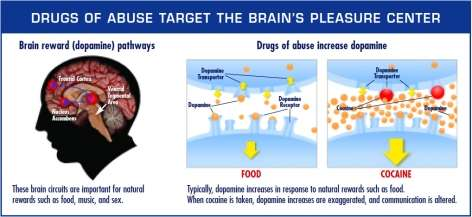 DRUGS OF ABUSE TARGET THE BRAIN'S PLEASURE CENTER
Brain reward (dopamine) pathways
Frontal Cortex
Ventral
Tegmental
Area
Nucleus
Accumbens
These brain circuits are important for natural
rewards such as food, music, and sex.
Drugs of abuse increase dopamine
Dopamine
Transporter
Dopamine
Dopamine
Receptor
FOOD
Dopamine
Transporter
Cocaine
Dopamine
COCAINE
Typically, dopamine increases in response to natural rewards such as food.
When cocaine is taken, dopamine increases are exaggerated, and communication is altered.